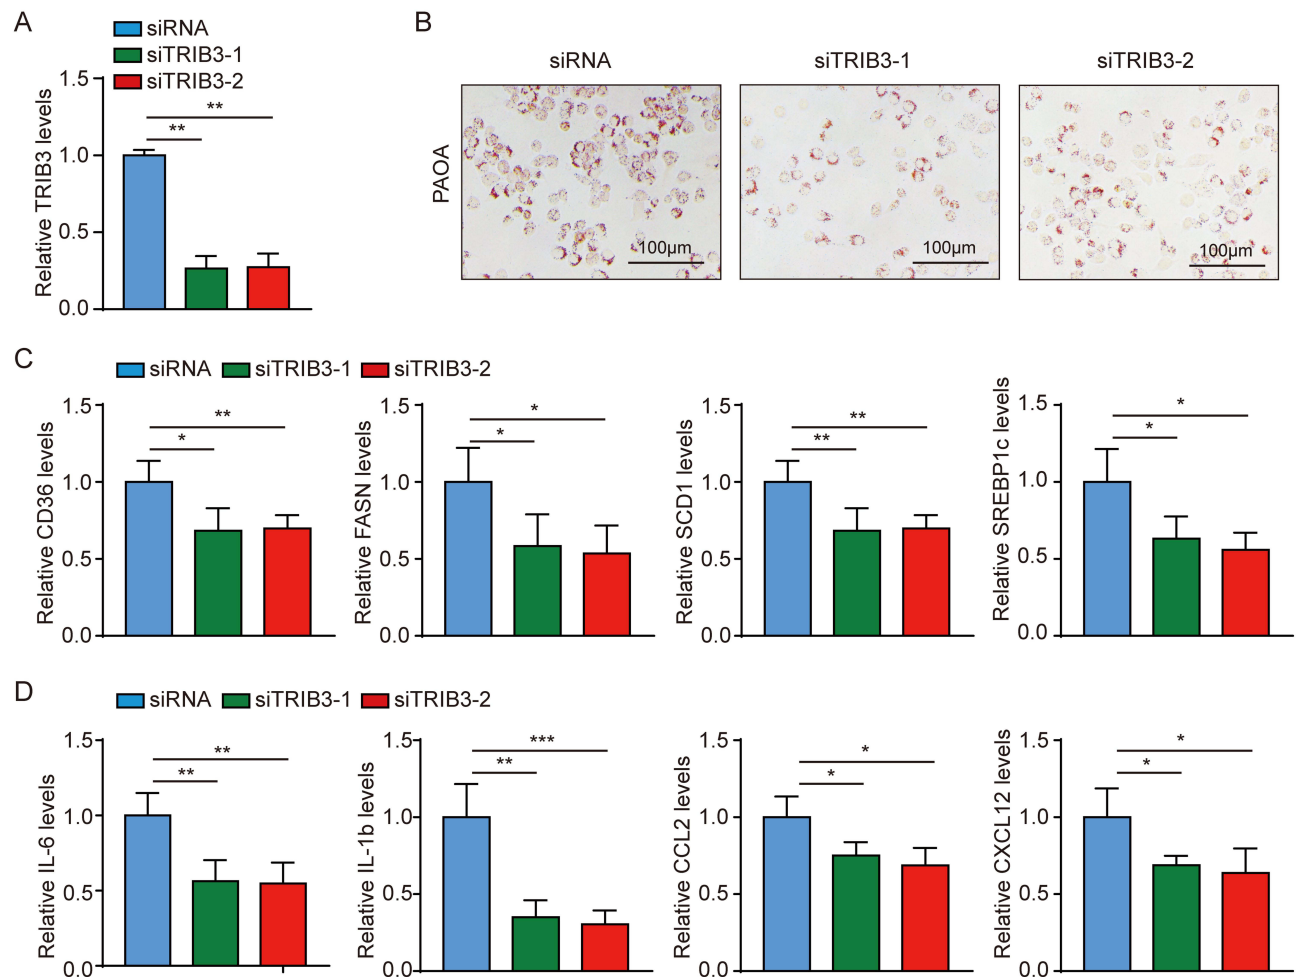 A
siRNA
siTRIB3-1
siTRIB3-2
Relative TRIB3 levels
1.5
1.0
0.5
0.0
**
**
B
siRNA siTRIB3-1 siTRIB3-2
PAOA
100μm 100μm 100μm
C
siRNA siTRIB3-1 siTRIB3-2
Relative CD36 levels
1.5
1.0
0.5
0.0
**
*
Relative FASN levels
1.5
1.0
0.5
0.0
*
*
Relative SCD1 levels
1.5
1.0
0.5
0.0
**
**
Relative SREBP1c levels
1.5
1.0
0.5
0.0
*
*
D
siRNA siTRIB3-1 siTRIB3-2
Relative IL-6 levels
1.5
1.0
0.5
0.0
**
**
Relative IL-1b levels
1.5
1.0
0.5
0.0
***
**
Relative CCL2 levels
1.5
1.0
0.5
0.0
*
*
Relative CXCL12 levels
1.5
1.0
0.5
0.0
*
*